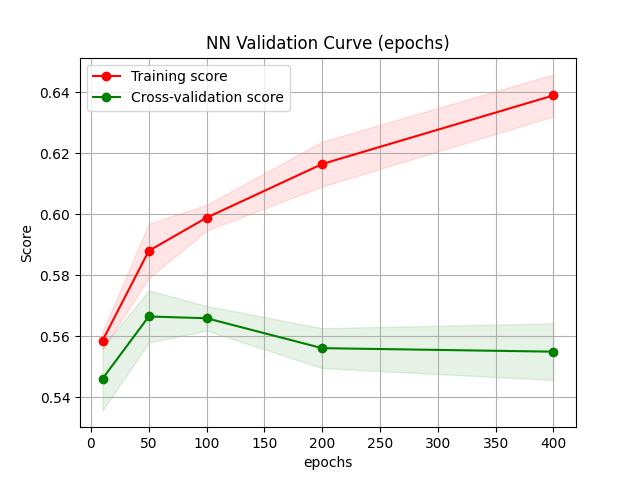 NN Validation Curve (epochs)
Training score
Cross-validation score
Score
0.64
0.62
0.60
0.58
0.56
0.54
0 50 100 150 200 250 300 350 400
epochs